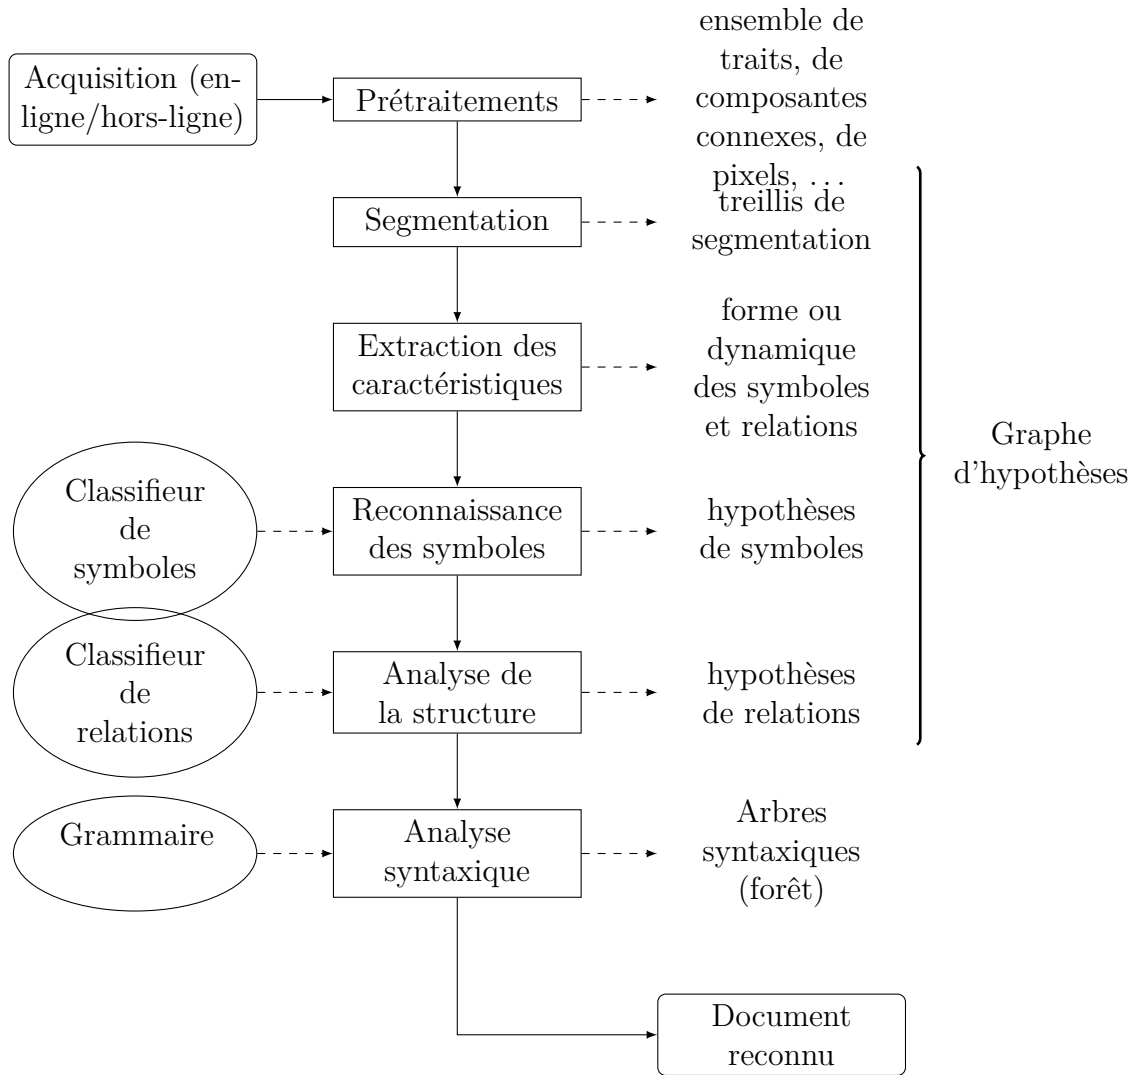 Acquisition (en-
ligne/hors-ligne)
Prétraitements
ensemble de
traits, de
composantes
connexes, de
pixels, …
Segmentation
treillis de
segmentation
Extraction des
caractéristiques
forme ou
dynamique
des symboles
et relations
Graphe
d'hypothèses
Classifieur
de
symboles
Reconnaissance
des symboles
hypothèses
de symboles
Classifieur
de
relations
Analyse de
la structure
hypothèses
de relations
Grammaire
Analyse
syntaxique
Arbres
syntaxiques
(forêt)
Document
reconnu